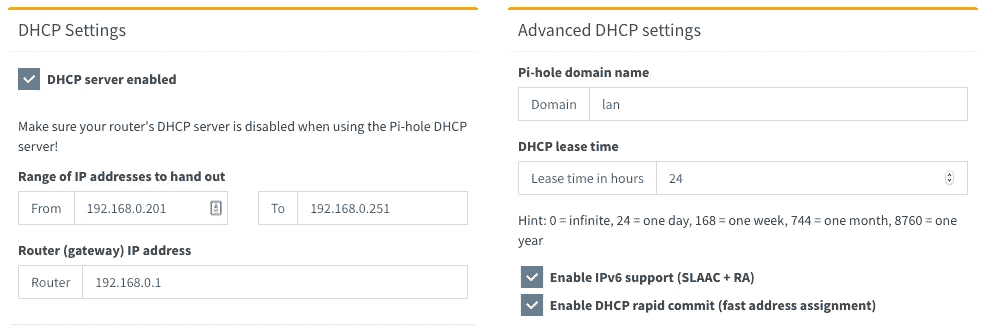 DHCP Settings
DHCP server enabled
Make sure your router's DHCP server is disabled when using the Pi-hole DHCP
server!
Range of IP addresses to hand out
From 192.168.0.201 To 192.168.0.251
Router (gateway) IP address
Router 192.168.0.1
Advanced DHCP settings
Pi-hole domain name
Domain lan
DHCP lease time
Lease time in hours 24
Hint: 0 = infinite, 24 = one day, 168 = one week, 744 = one month, 8760 = one
year
Enable IPv6 support (SLAAC + RA)
Enable DHCP rapid commit (fast address assignment)